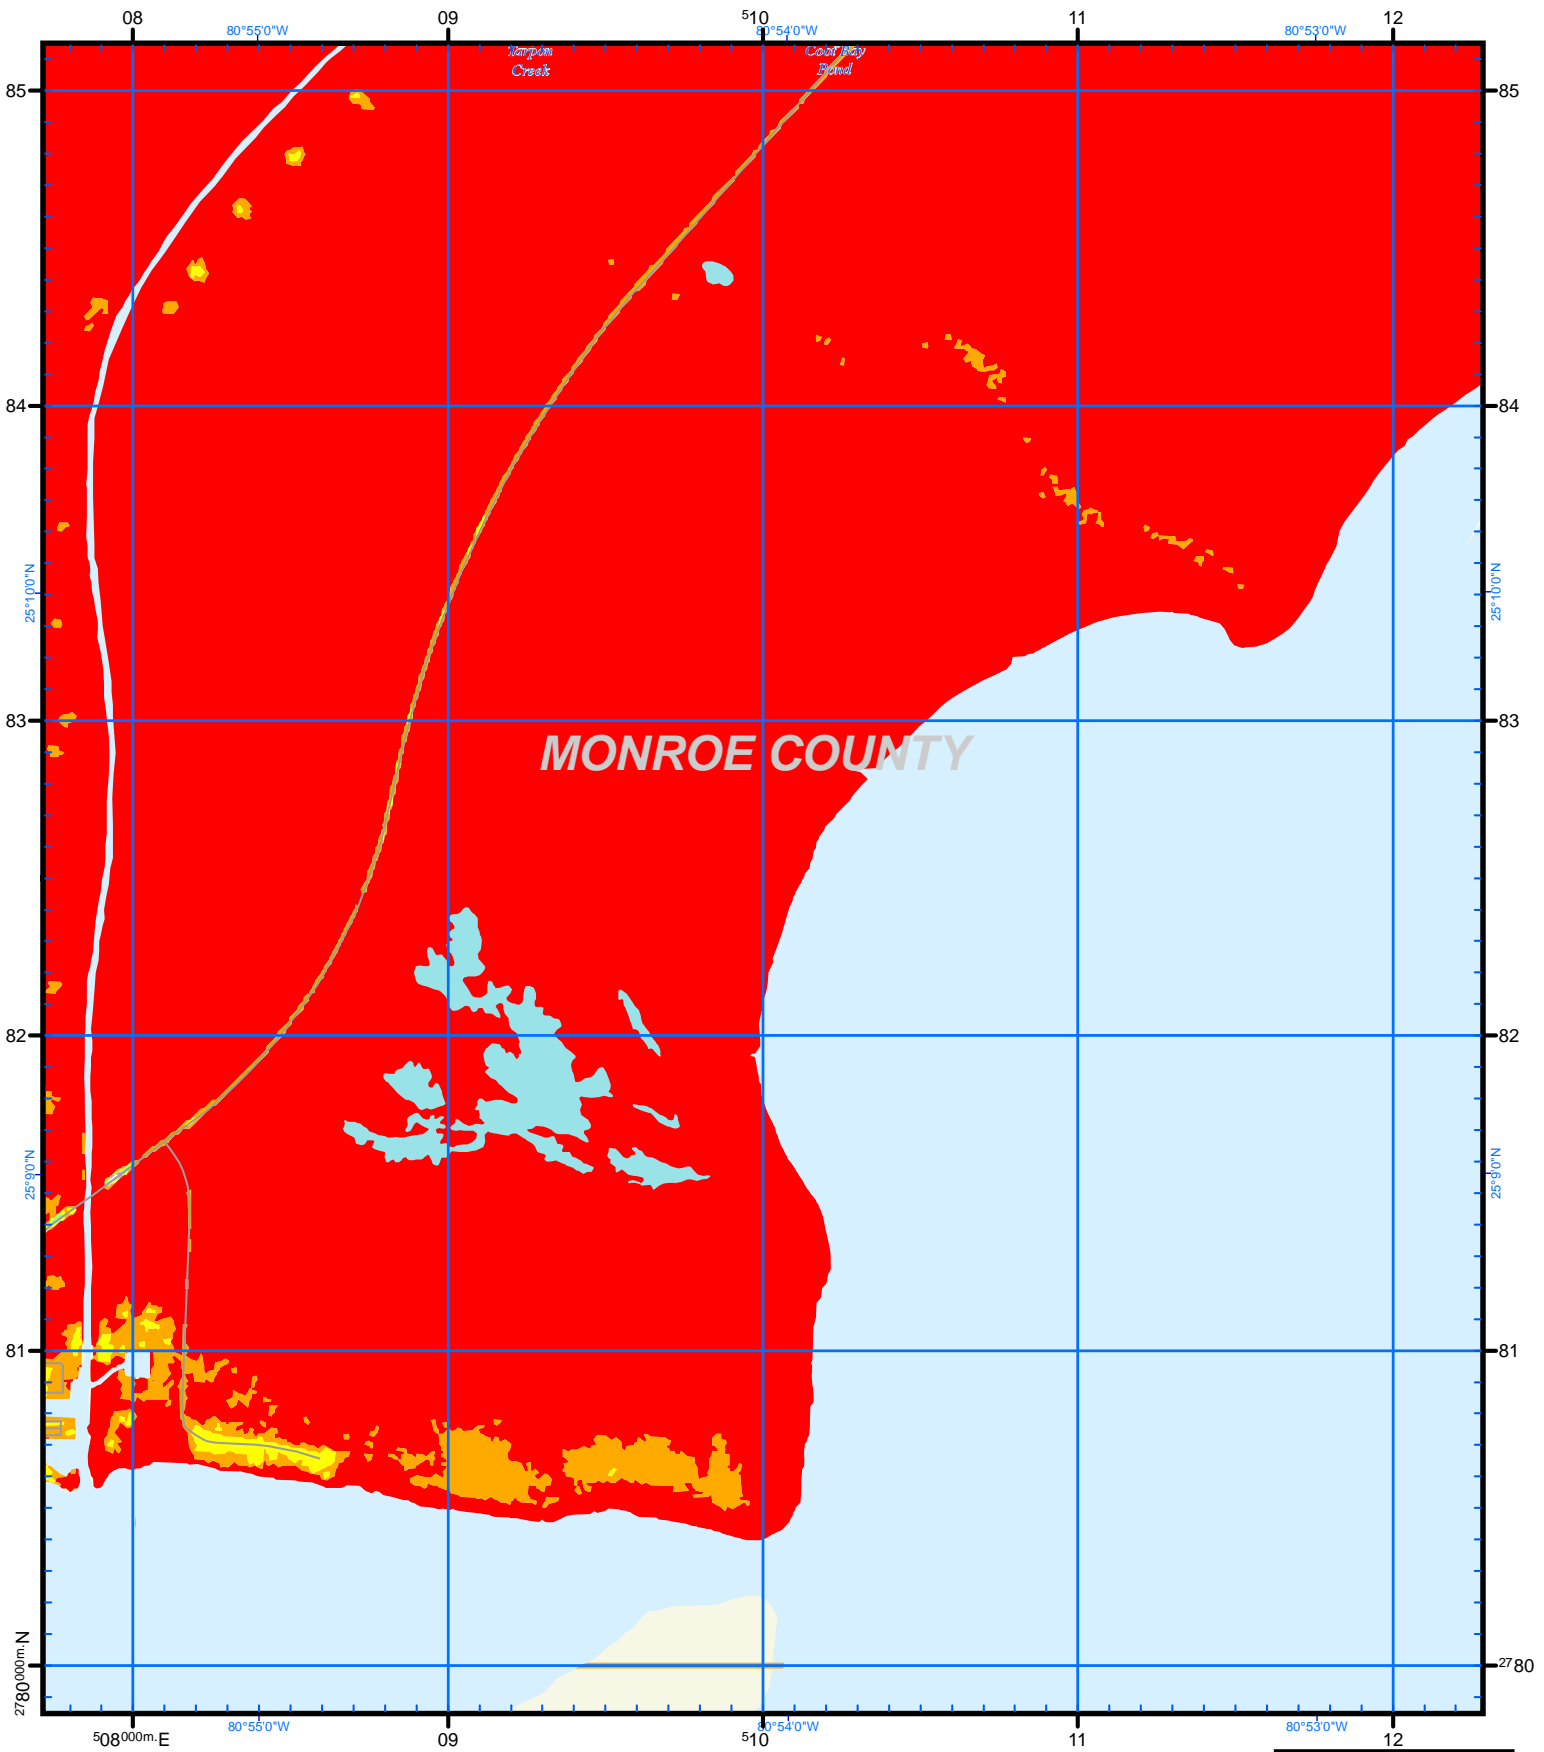 08 09 510 11 12
80°55'0"W 80°54'0"W 80°53'0"W
Tarpon Coot Bay
Creek Pond
85 85
84 84
25°10'0"N 25°10'0"N
83 83
MONROE COUNTY
82 82
25°9'0"N 25°9'0"N
81 81
2780000m.N 2780
80°55'0"W 80°54'0"W 80°53'0"W
508000m.E 09 510 11 12